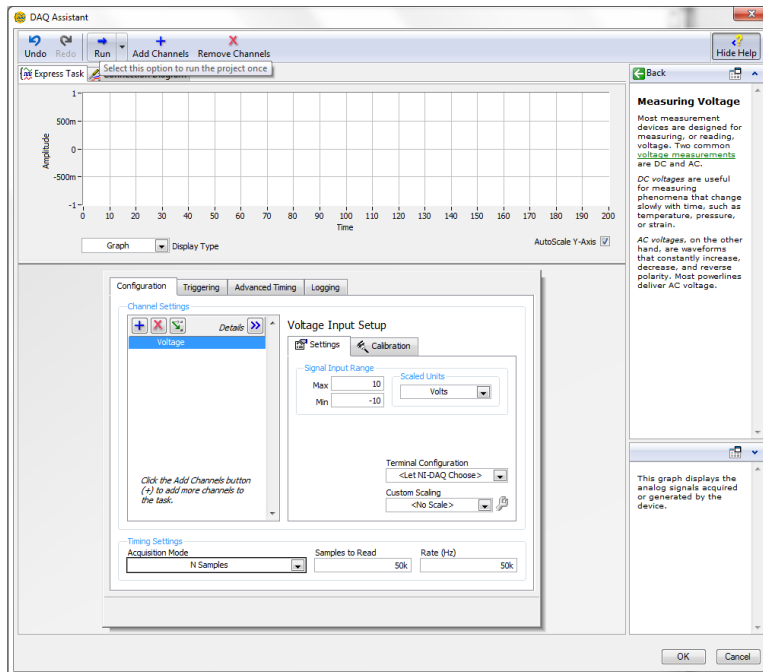 DAQ Assistant
Undo Redo Run Add Channels Remove Channels Hide Help
Select this option to run the project once
Express Task Connection Diagram
1
500m
0
-500m
-1
Amplitude
0 10 20 30 40 50 60 70 80 90 100 110 120 130 140 150 160 170 180 190 200
Time
Graph Display Type AutoScale Y-Axis
Configuration Triggering Advanced Timing Logging
Channel Settings
Details
Voltage
Click the Add Channels button
(+) to add more channels to
the task.
Voltage Input Setup
Settings Calibration
Signal Input Range
Max 10
Min -10
Scaled Units
Volts
Terminal Configuration
<Let NI-DAQ Choose>
Custom Scaling
<No Scale>
Timing Settings
Acquisition Mode Samples to Read Rate (Hz)
N Samples 50k 50k
Back
Measuring Voltage
Most measurement
devices are designed for
measuring, or reading,
voltage. Two common
voltage measurements
are DC and AC.
DC voltages are useful
for measuring
phenomena that change
slowly with time, such as
temperature, pressure,
or strain.
AC voltages, on the other
hand, are waveforms
that constantly increase,
decrease, and reverse
polarity. Most powerlines
deliver AC voltage.
This graph displays the
analog signals acquired
or generated by the
device.
OK Cancel